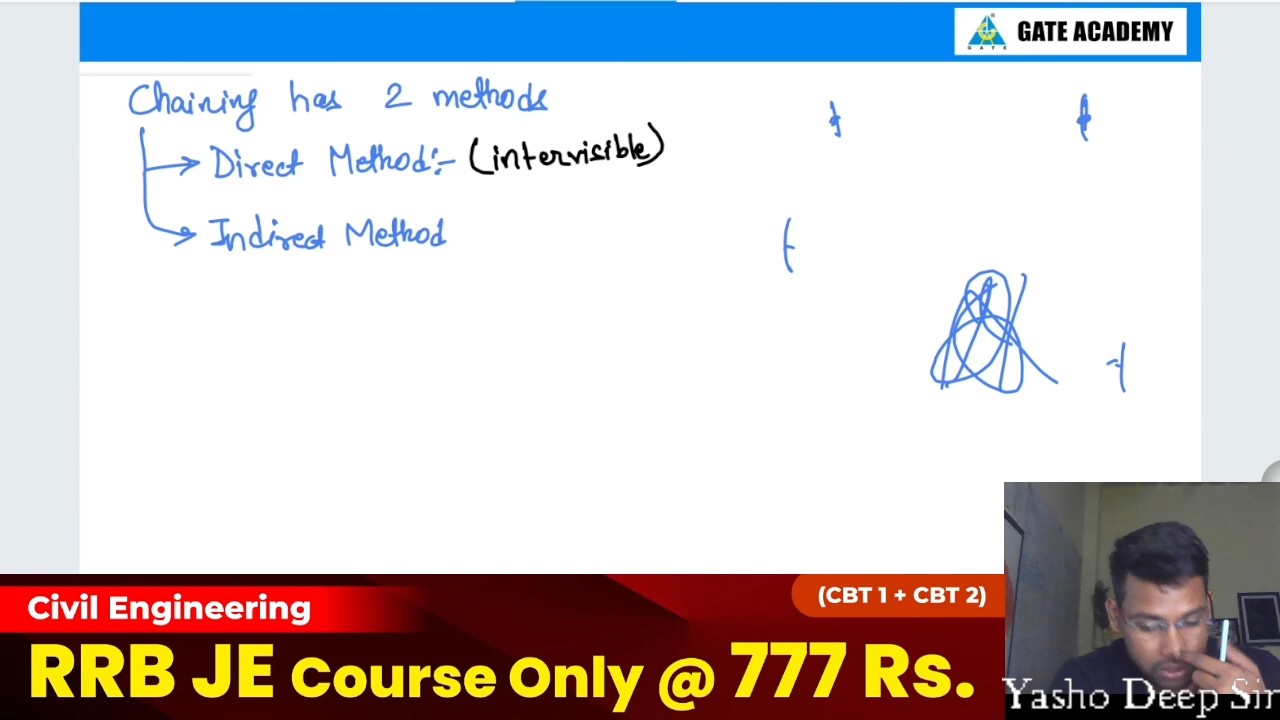 GATE ACADEMY
GATE
Chaining has 2 methods
Direct Method:- (intervisible)
Indirect Method
Civil Engineering
(CBT 1 + CBT 2)
RRB JE Course Only @ 777 Rs.
Yasho Deep Sir